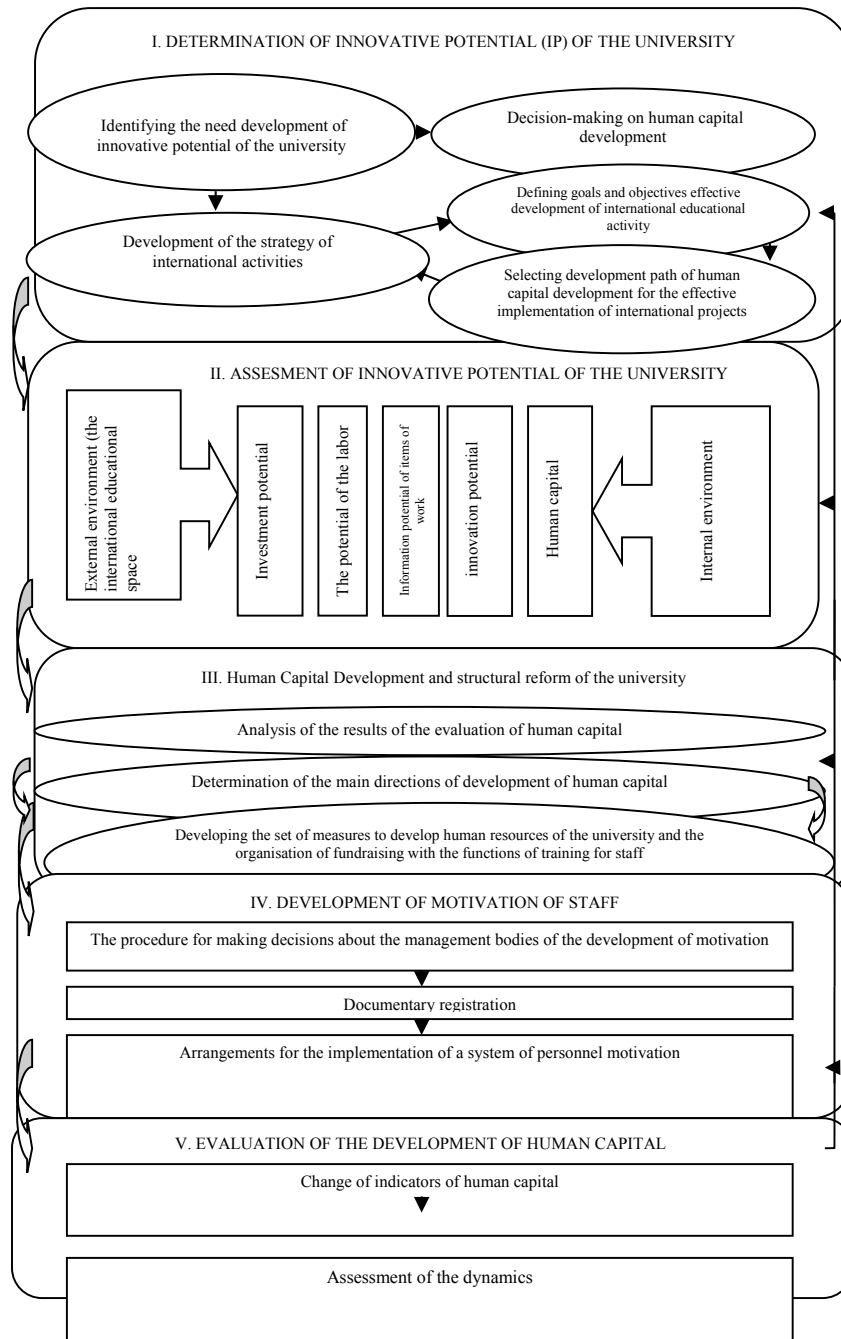 I. DETERMINATION OF INNOVATIVE POTENTIAL (IP) OF THE UNIVERSITY
Identifying the need development of
innovative potential of the university
Decision-making on human capital
development
Defining goals and objectives effective
development of international educational
activity
Development of the strategy of
international activities
Selecting development path of human
capital development for the effective
implementation of international projects
II. ASSESMENT OF INNOVATIVE POTENTIAL OF THE UNIVERSITY
External environment (the
international educational
space
Investment potential
The potential of the labor
Information potential of items of
work
innovation potential
Human capital
Internal environment
III. Human Capital Development and structural reform of the university
Analysis of the results of the evaluation of human capital
Determination of the main directions of development of human capital
Developing the set of measures to develop human resources of the university and the
organisation of fundraising with the functions of training for staff
IV. DEVELOPMENT OF MOTIVATION OF STAFF
The procedure for making decisions about the management bodies of the development of motivation
Documentary registration
Arrangements for the implementation of a system of personnel motivation
V. EVALUATION OF THE DEVELOPMENT OF HUMAN CAPITAL
Change of indicators of human capital
Assessment of the dynamics